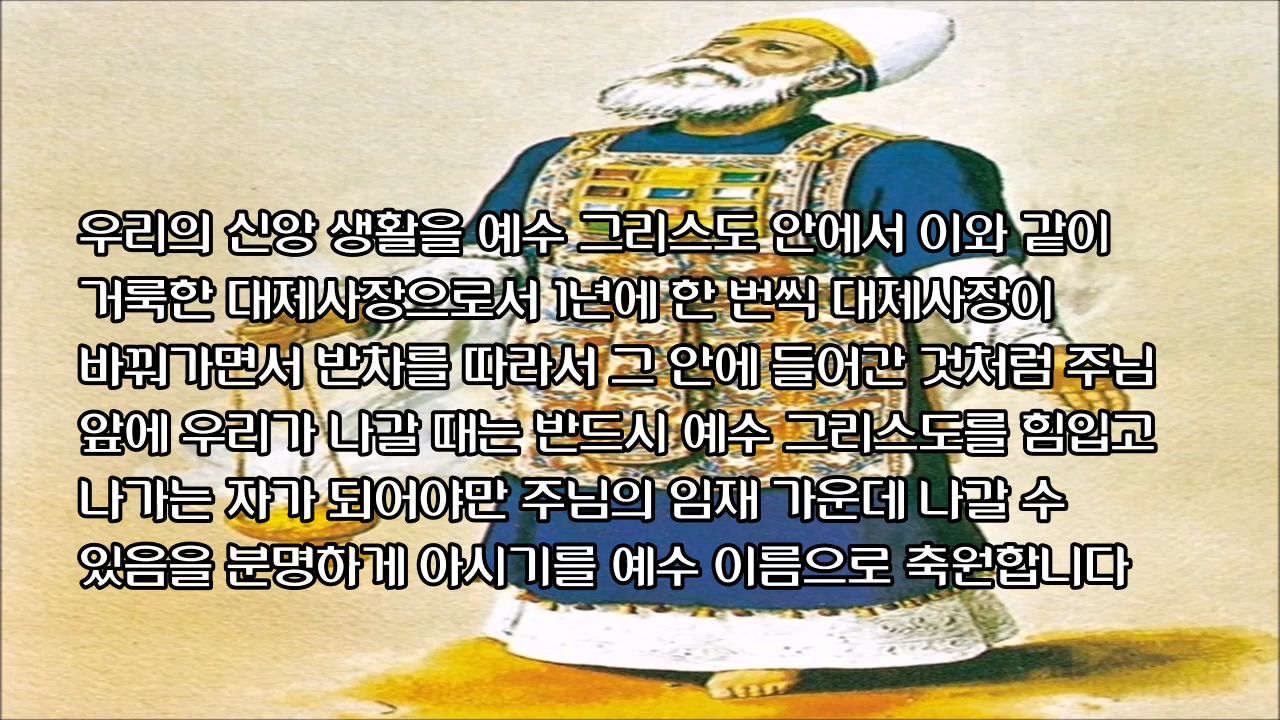 우리의 신앙 생활을 예수 그리스도 안에서 이와 같이
거룩한 대제사장으로서 1년에 한 번씩 대제사장이
바꿔가면서 반차를 따라서 그 안에 들어간 것처럼 주님
앞에 우리가 나갈 때는 반드시 예수 그리스도를 힘입고
나가는 자가 되어야만 주님의 임재 가운데 나갈 수
있음을 분명하게 아시기를 예수 이름으로 축원합니다